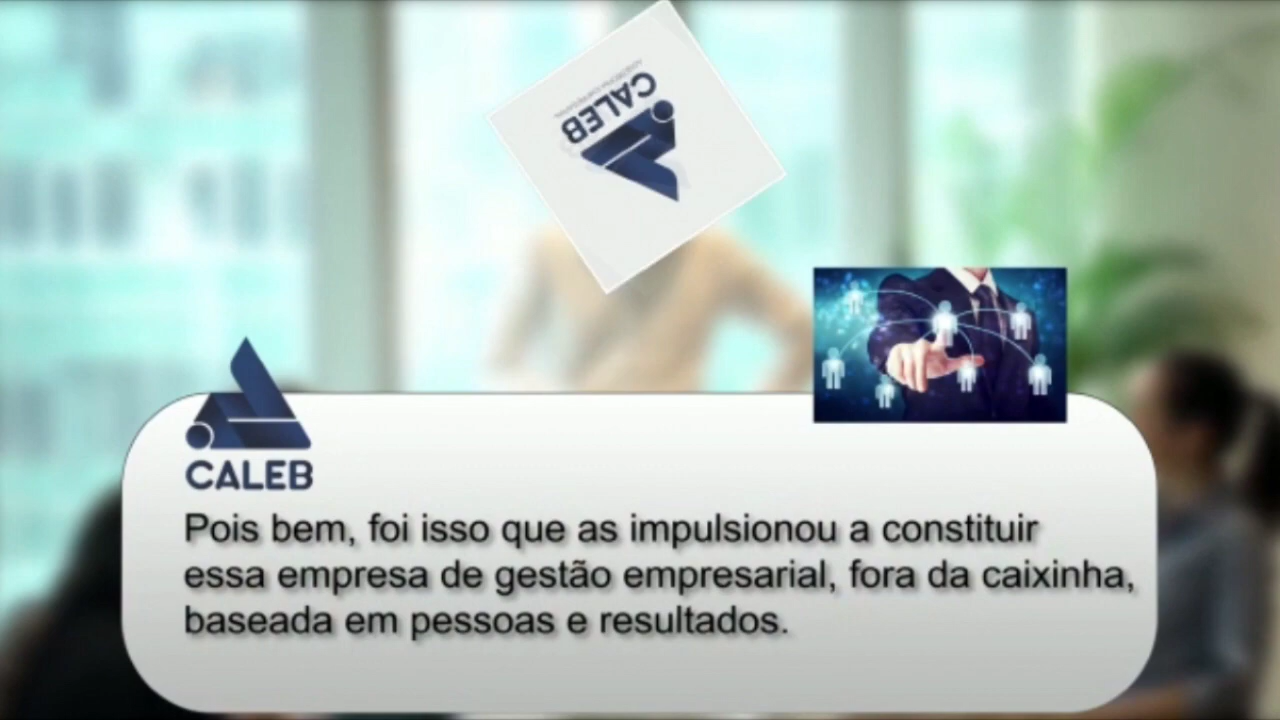 CALEB
CALEB
Pois bem, foi isso que as impulsionou a constituir
essa empresa de gestão empresarial, fora da caixinha,
baseada em pessoas e resultados.